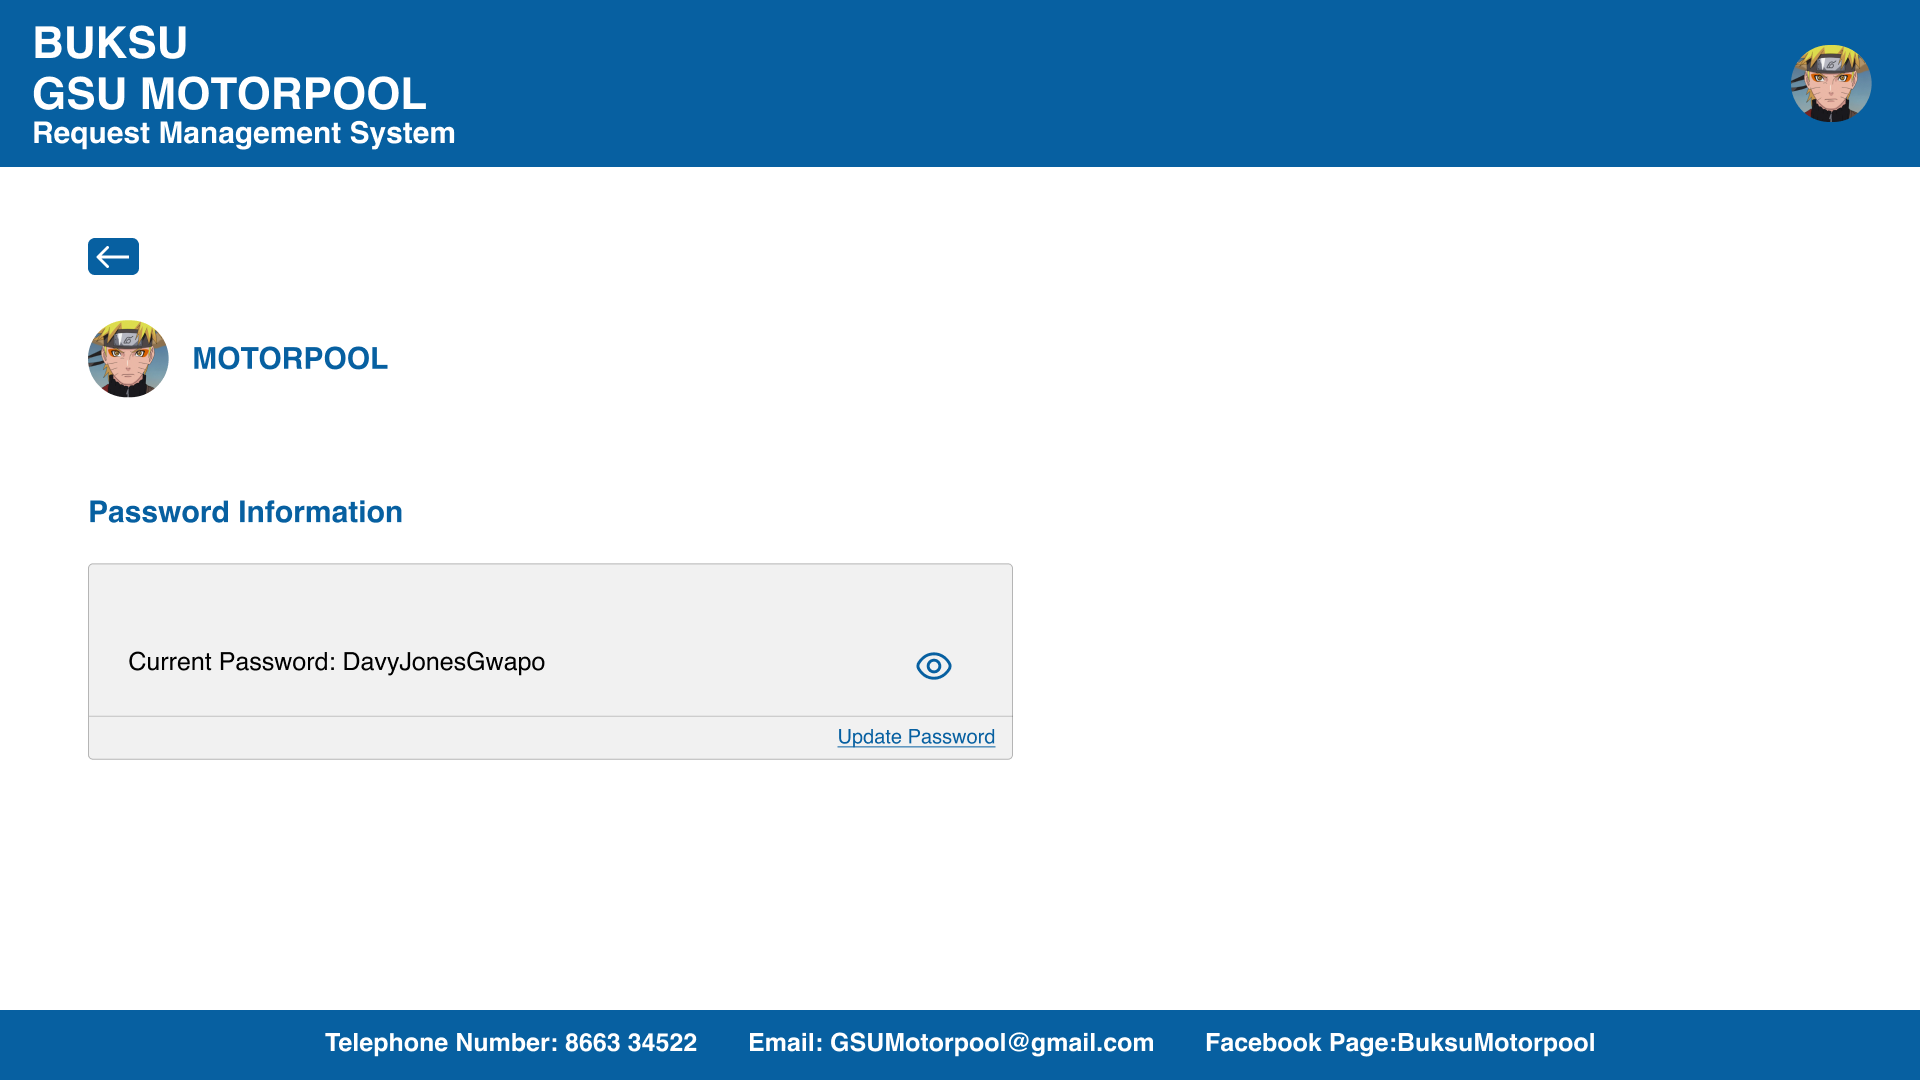 BUKSU
GSU MOTORPOOL
Request Management System
MOTORPOOL
Password Information
Current Password: DavyJonesGwapo
Update Password
Telephone Number: 8663 34522 Email: GSUMotorpool@gmail.com Facebook Page:BuksuMotorpool